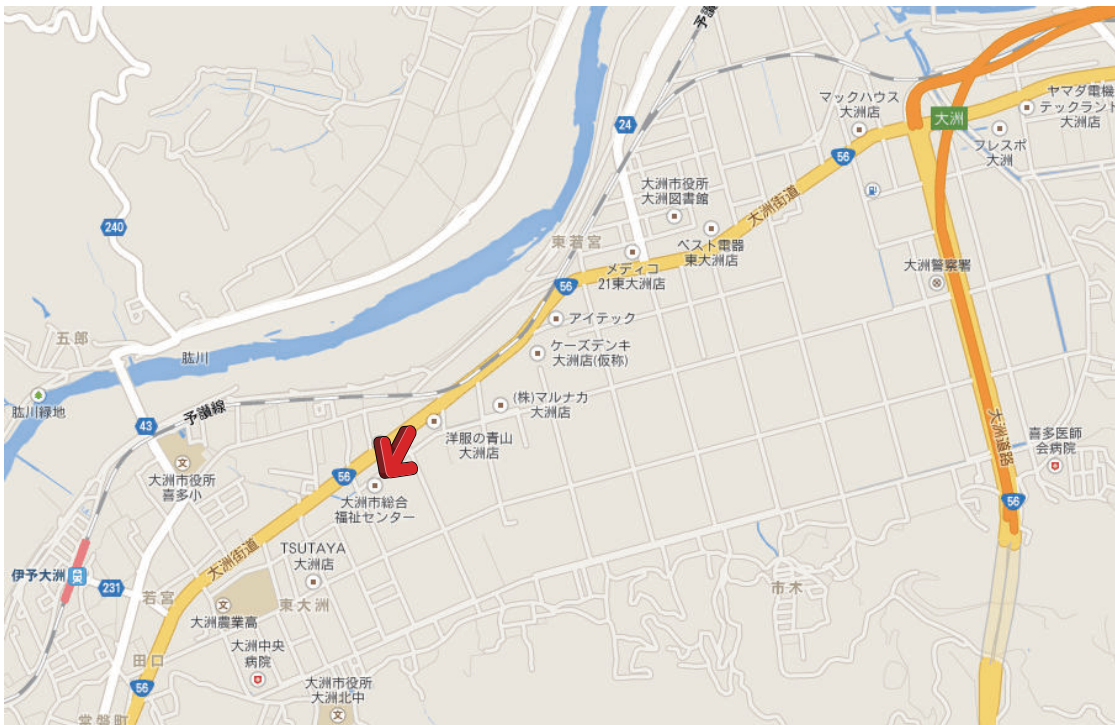 予讃
マックハウス
大洲店
大洲
ヤマダ電機
テックランド
大洲店
フレスポ
大洲
24
56
大洲市役所
大洲図書館
大洲街道
240
東若宮
ベスト電器
東大洲店
メディコ
21東大洲店
大洲警察署
56
アイテック
五郎
肱川
ケーズデンキ
大洲店(仮称)
肱川緑地
予讃線
(株)マルナカ
大洲店
43
洋服の青山
大洲店
大洲道路
喜多医師
会病院
文
大洲市役所
喜多小
56
大洲市総合
福祉センター
56
大洲街道
TSUTAYA
大洲店
伊予大洲
231
若宮
文
東大洲
市木
大洲農業高
田口
大洲中央
病院
56
大洲市役所
大洲北中
文
常磐町